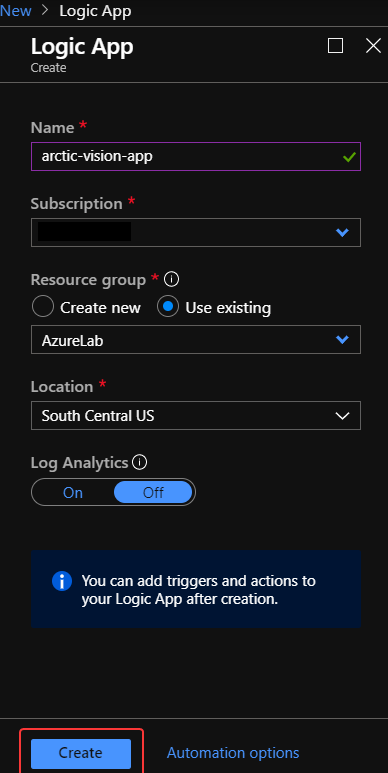 New > Logic App
Logic App
Create
Name *
arctic-vision-app
Subscription *
Resource group *
Create new Use existing
AzureLab
Location *
South Central US
Log Analytics
On Off
You can add triggers and actions to
your Logic App after creation.
Create Automation options